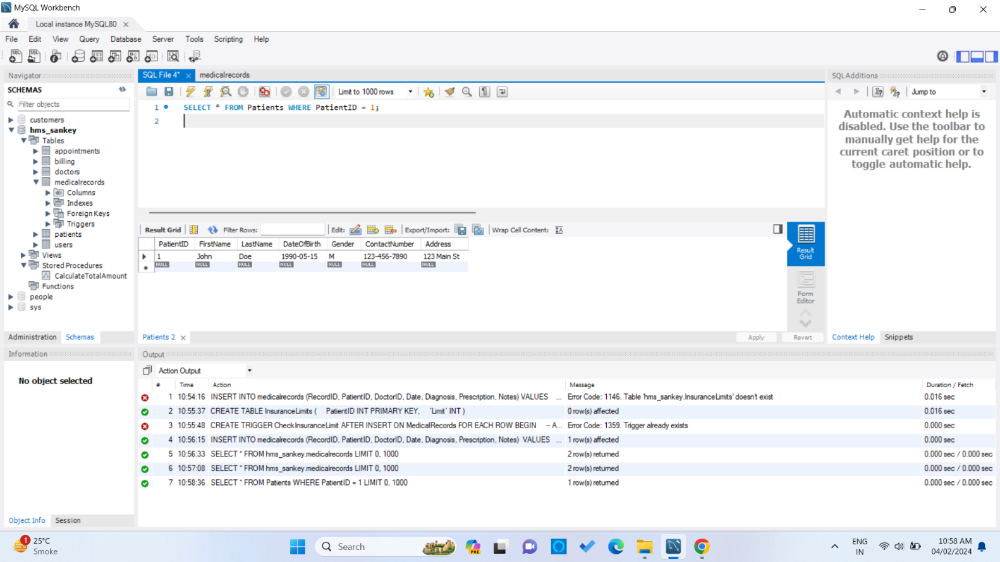 MySQL Workbench
Local instance MySQL80
File Edit View Query Database Server Tools Scripting Help
Navigator
SCHEMAS
Filter objects
customers
hms_sankey
Tables
appointments
billing
doctors
medicalrecords
Columns
Indexes
Foreign Keys
Triggers
patients
users
Views
Stored Procedures
CalculateTotalAmount
Functions
people
sys
Administration Schemas
Information
No object selected
Object Info Session
SQL File 4* medicalrecords
Limit to 1000 rows
1 SELECT * FROM Patients WHERE PatientID = 1;
2
Result Grid Filter Rows: Edit: Export/Import: Wrap Cell Content:
PatientID FirstName LastName DateOfBirth Gender ContactNumber Address
1 John Doe 1990-05-15 M 123-456-7890 123 Main St
NULL NULL NULL NULL NULL NULL NULL
Result
Grid
Form
Editor
Patients 2
Apply Revert
SQLAdditions
Jump to
Automatic context help is
disabled. Use the toolbar to
manually get help for the
current caret position or to
toggle automatic help.
Context Help Snippets
Output
Action Output
# Time Action Message Duration / Fetch
1 10:54:16 INSERT INTO medicalrecords (RecordID, PatientID, DoctorID, Date, Diagnosis, Prescription, Notes) VALUES ... Error Code: 1146. Table 'hms_sankey.InsuranceLimits' doesn't exist 0.016 sec
2 10:55:37 CREATE TABLE InsuranceLimits ( PatientID INT PRIMARY KEY, `Limit` INT ) 0 row(s) affected 0.016 sec
3 10:55:48 CREATE TRIGGER CheckInsuranceLimit AFTER INSERT ON MedicalRecords FOR EACH ROW BEGIN -- A... Error Code: 1359. Trigger already exists 0.000 sec
4 10:56:15 INSERT INTO medicalrecords (RecordID, PatientID, DoctorID, Date, Diagnosis, Prescription, Notes) VALUES ... 1 row(s) affected 0.000 sec
5 10:56:33 SELECT * FROM hms_sankey.medicalrecords LIMIT 0, 1000 2 row(s) returned 0.000 sec / 0.000 sec
6 10:57:08 SELECT * FROM hms_sankey.medicalrecords LIMIT 0, 1000 2 row(s) returned 0.000 sec / 0.000 sec
7 10:58:36 SELECT * FROM Patients WHERE PatientID = 1 LIMIT 0, 1000 1 row(s) returned 0.000 sec / 0.000 sec
1
25°C
Smoke
Search
PRE
ENG
IN
10:58 AM
04/02/2024